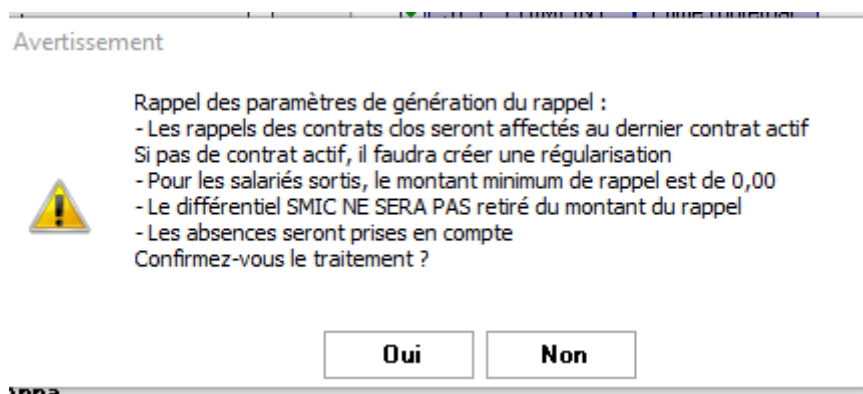 Avertissement
Rappel des paramètres de génération du rappel :
- Les rappels des contrats clos seront affectés au dernier contrat actif
Si pas de contrat actif, il faudra créer une régularisation
- Pour les salariés sortis, le montant minimum de rappel est de 0,00
- Le différentiel SMIC NE SERA PAS retiré du montant du rappel
- Les absences seront prises en compte
Confirmez-vous le traitement ?
Oui
Non